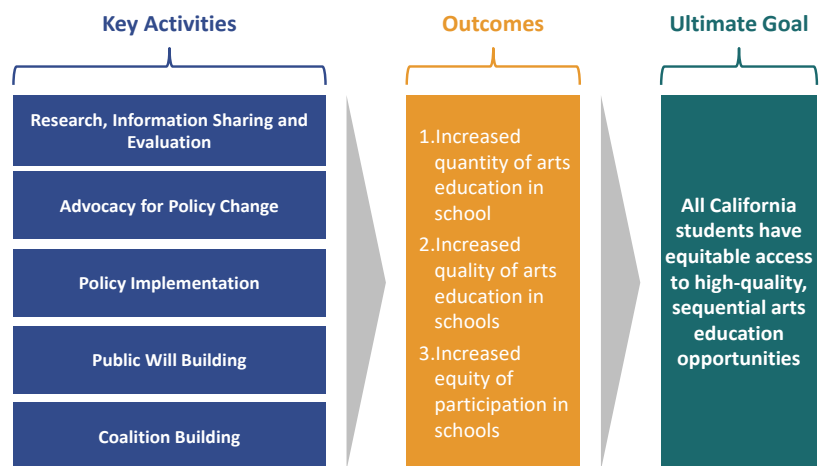 Key Activities
Outcomes
Ultimate Goal
Research, Information Sharing and
Evaluation
Advocacy for Policy Change
Policy Implementation
Public Will Building
Coalition Building
1.Increased
quantity of arts
education in
school
2.Increased
quality of arts
education in
schools
3.Increased
equity of
participation in
schools
All California
students have
equitable access
to high-quality,
sequential arts
education
opportunities